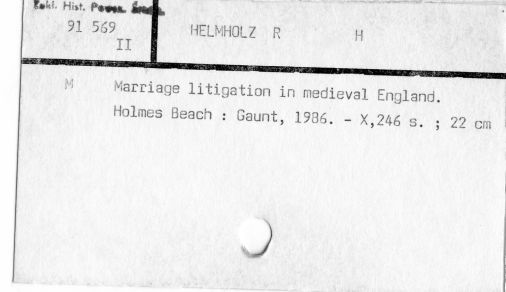 Hist. Powsz.
91 569
II
HELMHOLZ R H
M Marriage litigation in medieval England.
Holmes Beach : Gaunt, 1986. - X,246 s. ; 22 cm